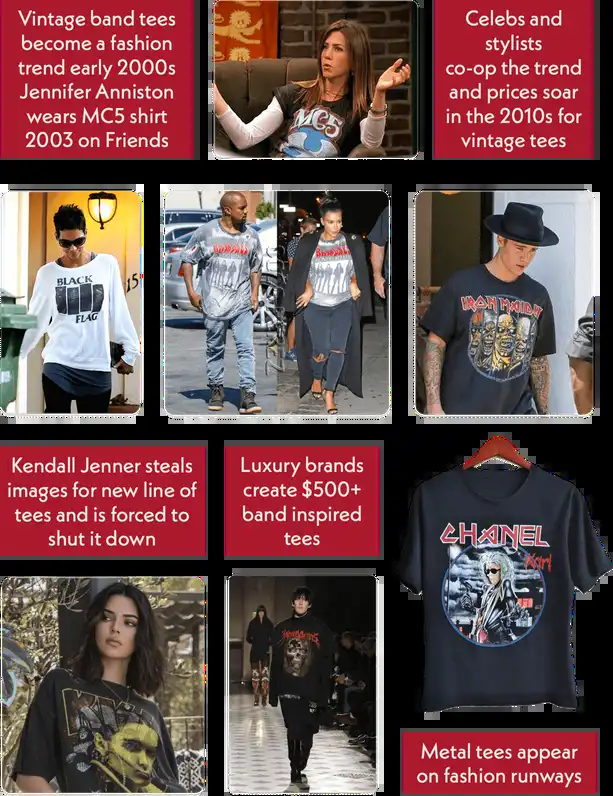 Vintage band tees
become a fashion
trend early 2000s
Jennifer Anniston
wears MC5 shirt
2003 on Friends
MC5
Celebs and
stylists
co-op the trend
and prices soar
in the 2010s for
vintage tees
BLACK
FLAG
IRON MAIDEN
Kendall Jenner steals
images for new line of
tees and is forced to
shut it down
Luxury brands
create $500+
band inspired
tees
CHANEL
Karl
Metal tees appear
on fashion runways